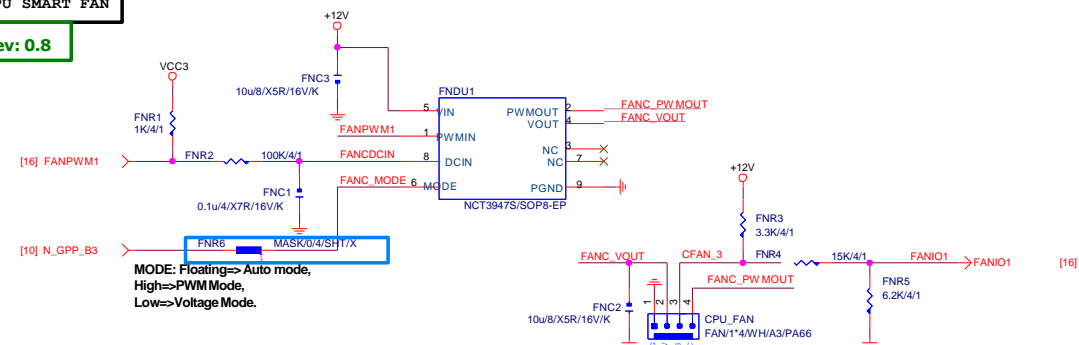 PU SMART FAN
ev: 0.8
+12V
VCC3
FNC3
10u/8/X5R/16V/K
FNR1
1K/4/1
FNDU1
5 VIN
PWMOUT 2 FANC_PWMOUT
VOUT 4 FANC_VOUT
FANPWM1 1 PWMIN
NC 3
[16] FANPWM1
FNR2 100K/4/1 FANCDCIN 8 DCIN
NC 7
FANC_MODE 6 MODE
PGND 9
NCT3947S/SOP8-EP
FNC1
0.1u/4/X7R/16V/K
[10] N_GPP_B3
FNR6 MASK/0/4/SHT/X
MODE: Floating=> Auto mode,
High=>PWM Mode,
Low=>Voltage Mode.
+12V
FNR3
3.3K/4/1
FANC_VOUT
CFAN_3 FNR4 15K/4/1 FANIO1 FANIO1 [16]
FANC_PWMOUT
FNR5
6.2K/4/1
FNC2
10u/8/X5R/16V/K
1 2 3 4
CPU_FAN
FAN/1*4/WH/A3/PA66